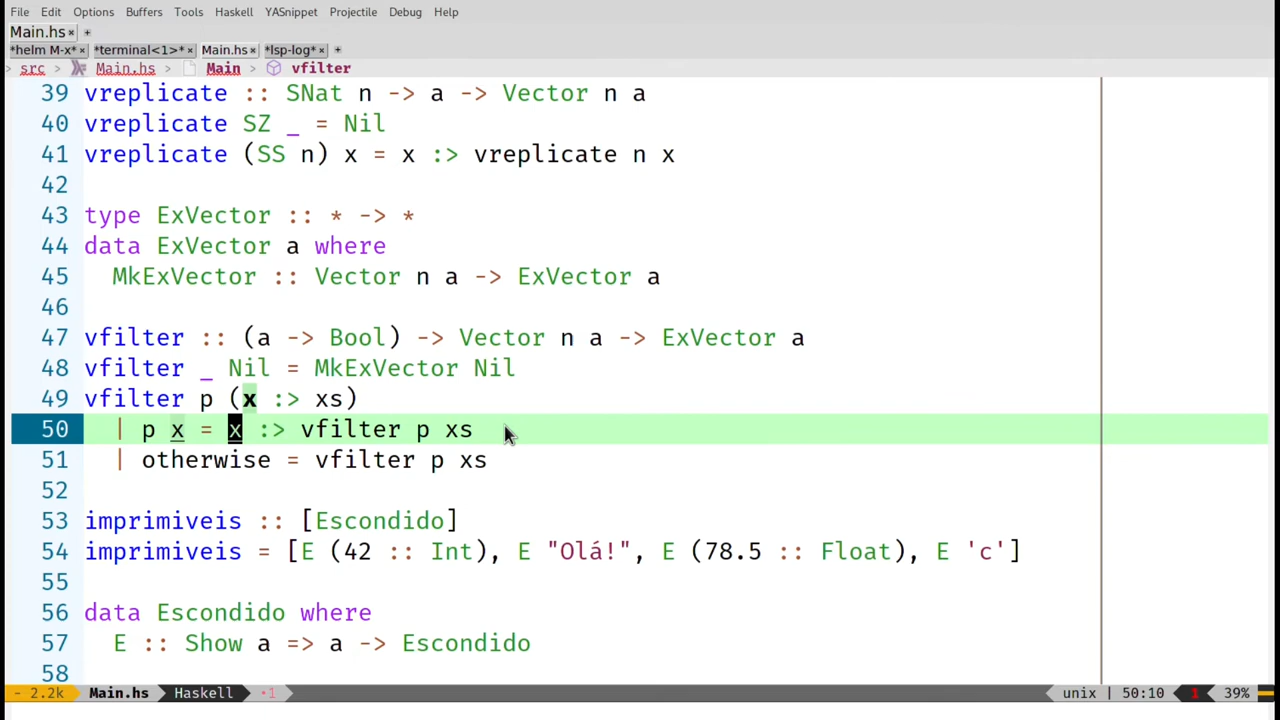 File Edit Options Buffers Tools Haskell YASnippet Projectile Debug Help
Main.hs × +
*helm M-x* × *terminal<1>* × Main.hs × *lsp-log* × +
> src > Main.hs > Main > vfilter
39 vreplicate :: SNat n -> a -> Vector n a
40 vreplicate SZ _ = Nil
41 vreplicate (SS n) x = x :> vreplicate n x
42
43 type ExVector :: * -> *
44 data ExVector a where
45   MkExVector :: Vector n a -> ExVector a
46
47 vfilter :: (a -> Bool) -> Vector n a -> ExVector a
48 vfilter _ Nil = MkExVector Nil
49 vfilter p (x :> xs)
50   | p x = x :> vfilter p xs
51   | otherwise = vfilter p xs
52
53 imprimiveis :: [Escondido]
54 imprimiveis = [E (42 :: Int), E "Olá!", E (78.5 :: Float), E 'c']
55
56 data Escondido where
57   E :: Show a => a -> Escondido
58
- 2.2k Main.hs Haskell •1 unix | 50:10 1 39%